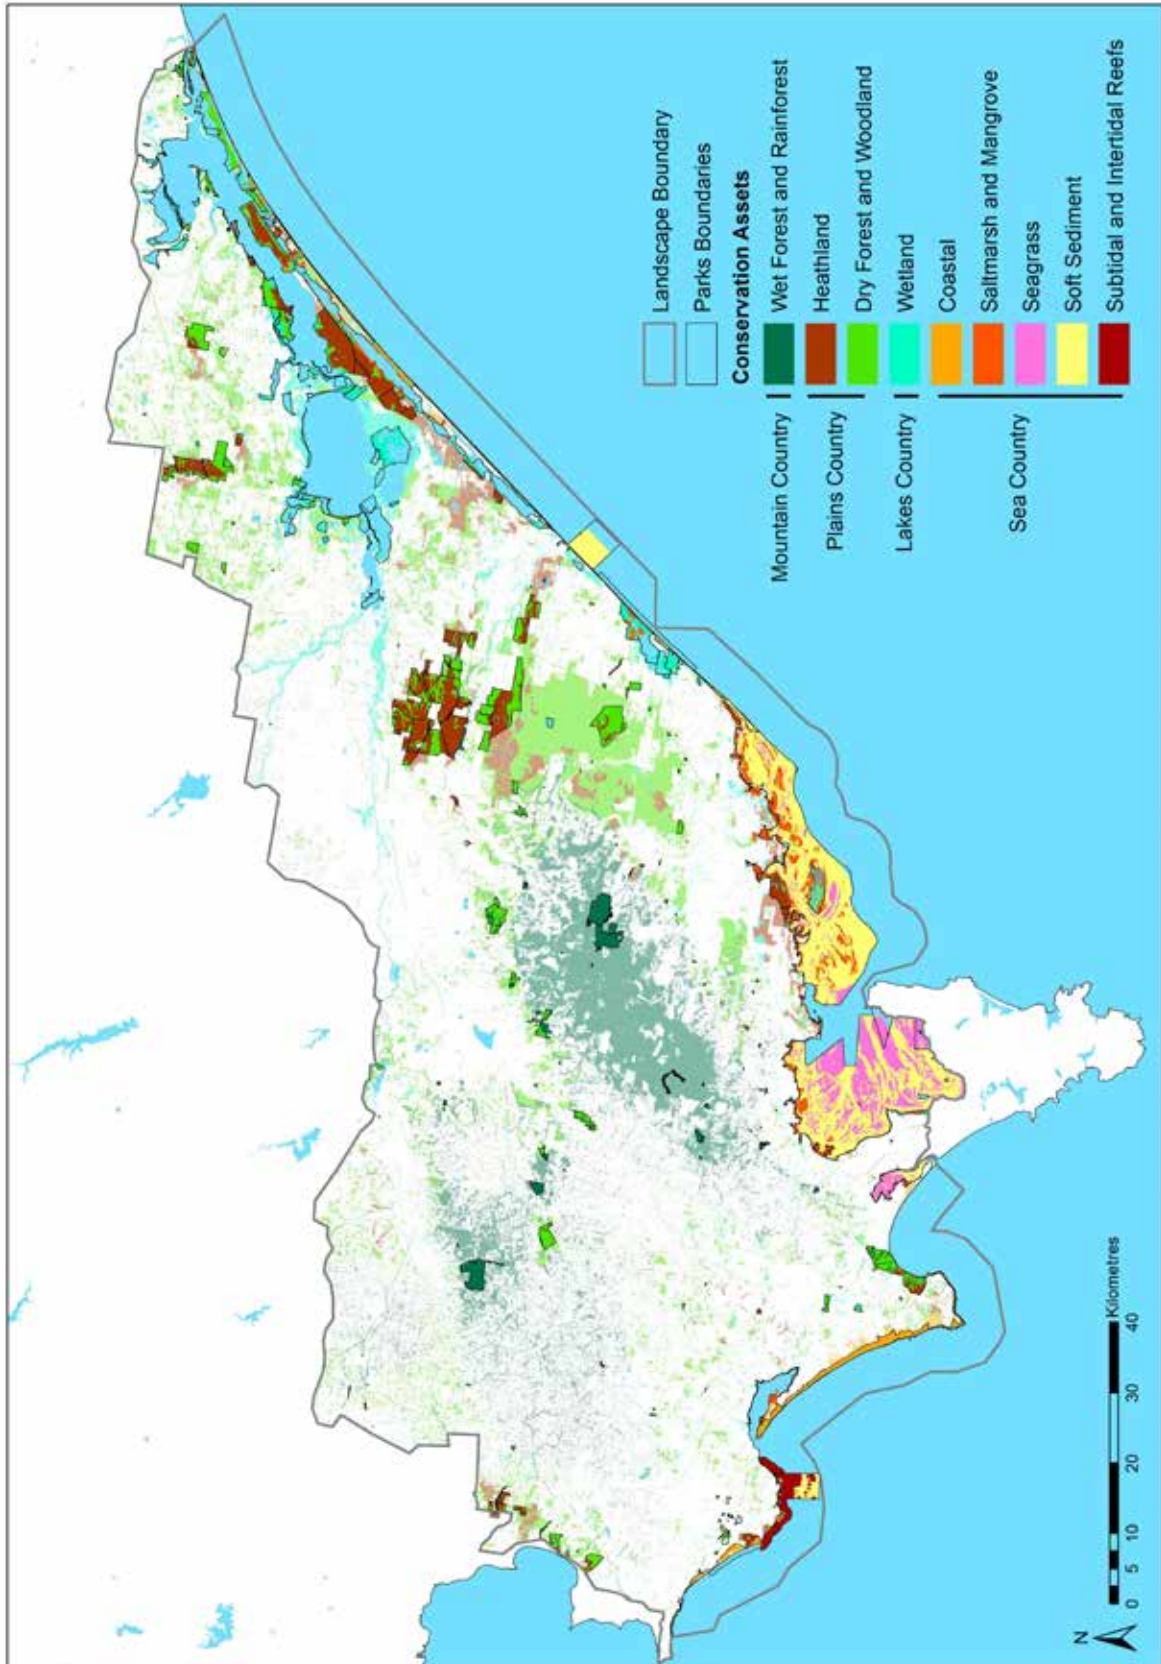 Landscape Boundary
Parks Boundaries
Conservation Assets
Mountain Country
Wet Forest and Rainforest
Plains Country
Heathland
Dry Forest and Woodland
Lakes Country
Wetland
Sea Country
Coastal
Saltmarsh and Mangrove
Seagrass
Soft Sediment
Subtidal and Intertidal Reefs
N
0 5 10 20 30 40
Kilometres